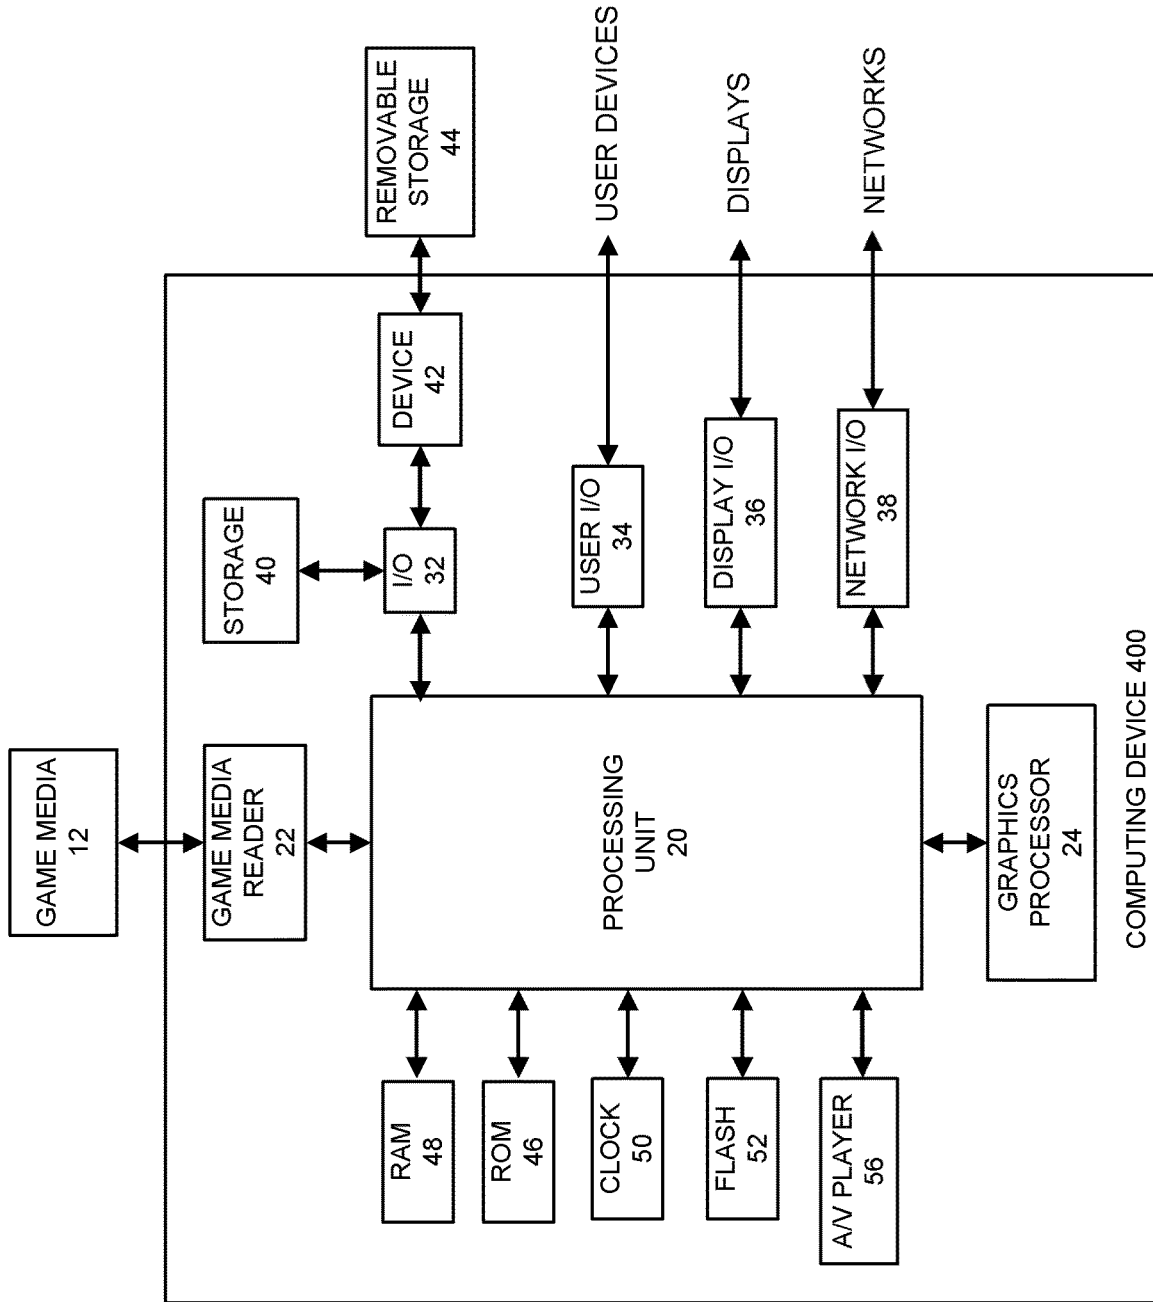 GAME MEDIA
12
GAME MEDIA
READER
22
STORAGE
40
I/O
32
DEVICE
42
REMOVABLE
STORAGE
44
RAM
48
ROM
46
CLOCK
50
FLASH
52
A/V PLAYER
56
PROCESSING
UNIT
20
USER I/O
34
USER DEVICES
DISPLAY I/O
36
DISPLAYS
NETWORK I/O
38
NETWORKS
GRAPHICS
PROCESSOR
24
COMPUTING DEVICE 400